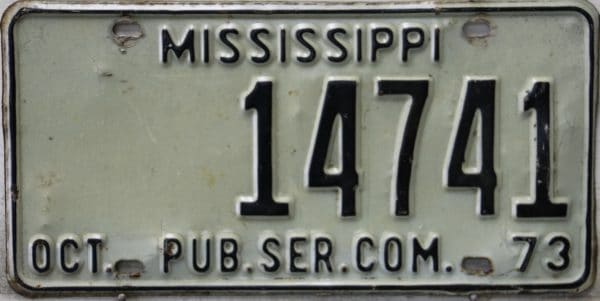 MISSISSIPPI
14741
OCT. PUB.SER.COM. 73